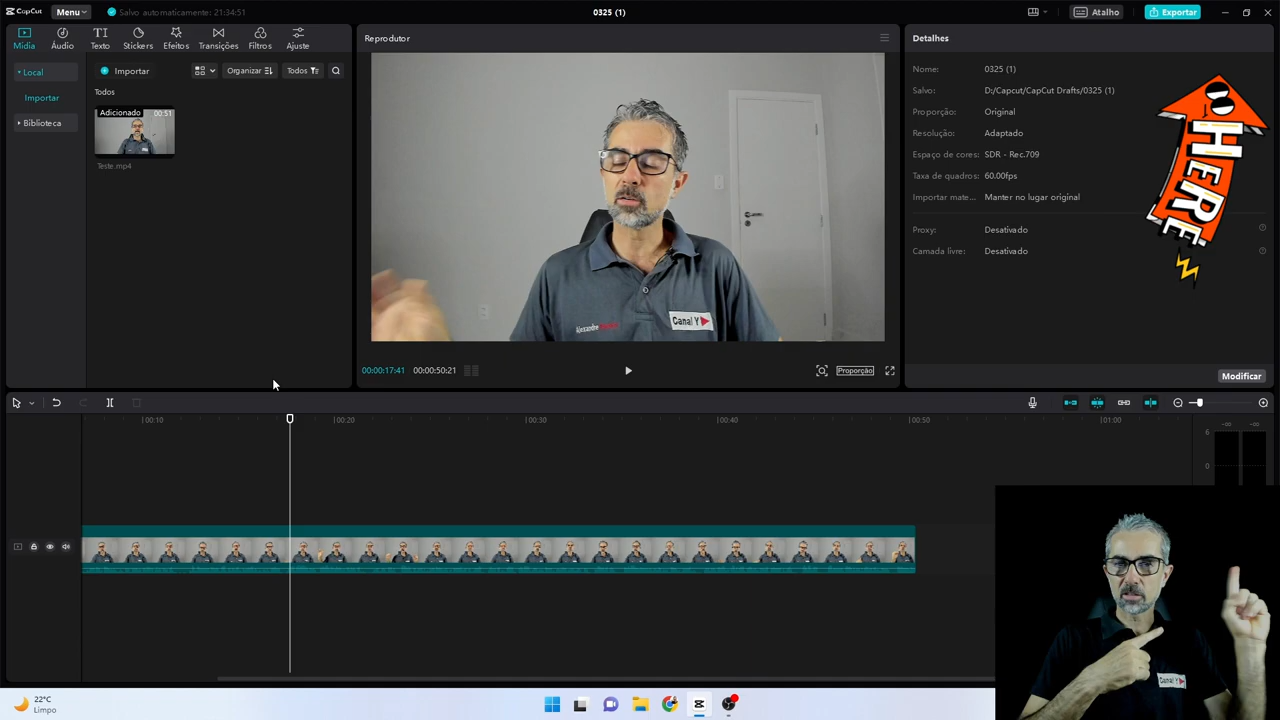 CapCut
Menu
Salvo automaticamente: 21:34:51
0325 (1)
Atalho
Exportar
Mídia
Áudio
Texto
Stickers
Efeitos
Transições
Filtros
Ajuste
Local
Importar
Biblioteca
Importar
Organizar
Todos
Todos
Adicionado
00:51
Teste.mp4
Reprodutor
Canal Y
00:00:17:41
00:00:50:21
Proporção
Detalhes
Nome: 0325 (1)
Salvo: D:/Capcut/CapCut Drafts/0325 (1)
Proporção: Original
Resolução: Adaptado
Espaço de cores: SDR - Rec.709
Taxa de quadros: 60.00fps
Importar mate... Manter no lugar original
Proxy: Desativado
Camada livre: Desativado
HERE
Modificar
00:10
00:20
00:30
00:40
00:50
01:00
-∞
-∞
6
0
Canal Y
22°C
Limpo